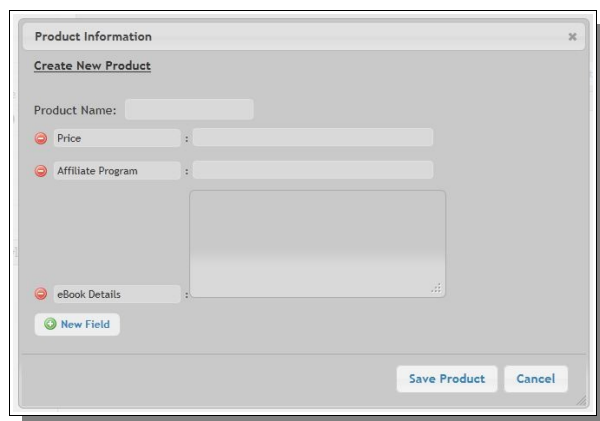 Product Information
Create New Product
Product Name:
Price :
Affiliate Program :
eBook Details :
New Field
Save Product Cancel